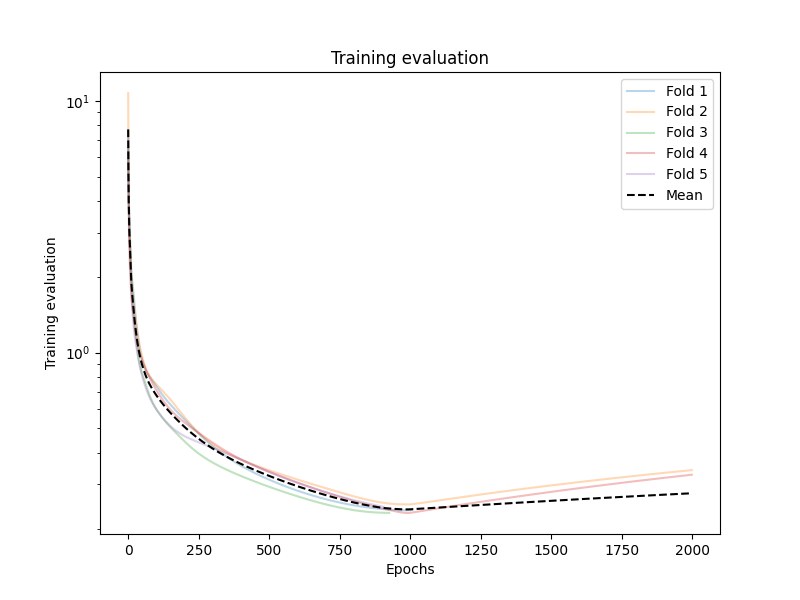 Training evaluation
Fold 1
Fold 2
Fold 3
Fold 4
Fold 5
Mean
10¹
10⁰
Training evaluation
0 250 500 750 1000 1250 1500 1750 2000
Epochs